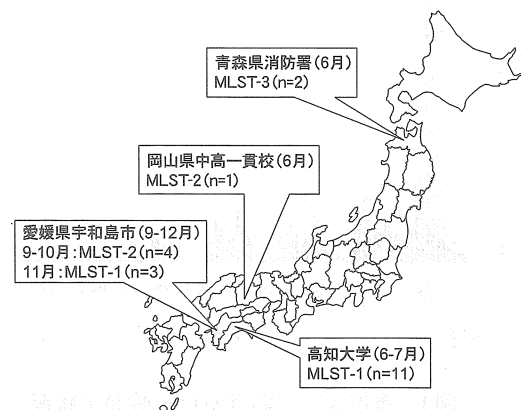 青森県消防署(6月)
MLST-3(n=2)
岡山県中高一貫校(6月)
MLST-2(n=1)
愛媛県宇和島市(9-12月)
9-10月:MLST-2(n=4)
11月:MLST-1(n=3)
高知大学(6-7月)
MLST-1(n=11)